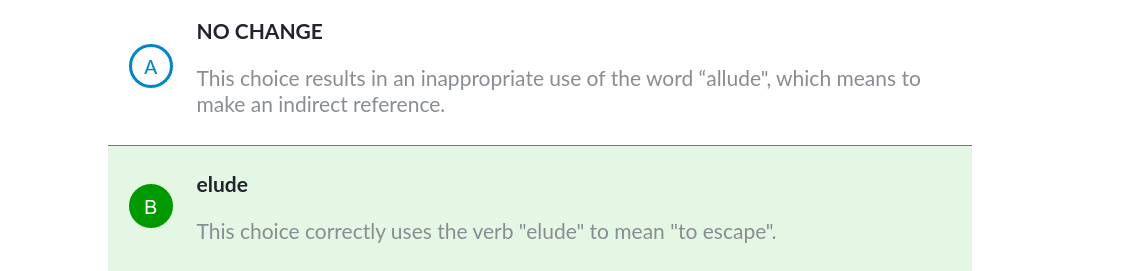 NO CHANGE
A
This choice results in an inappropriate use of the word “allude", which means to
make an indirect reference.
elude
B
This choice correctly uses the verb "elude" to mean "to escape".